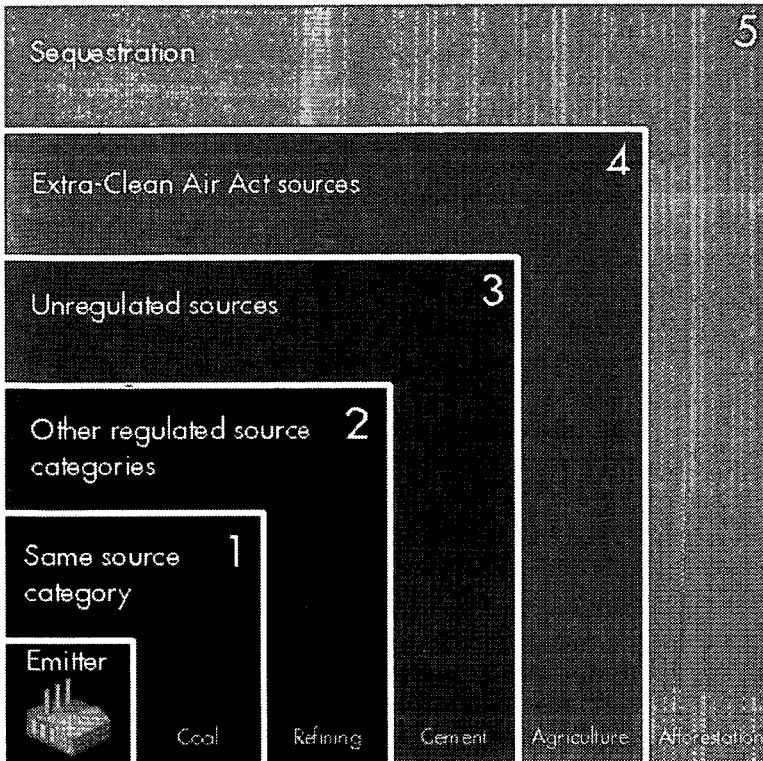 5
Sequestration
4
Extra-Clean Air Act sources
3
Unregulated sources
2
Other regulated source
categories
1
Same source
category
Emitter
Coal
Refining
Cement
Agriculture
Afforestation